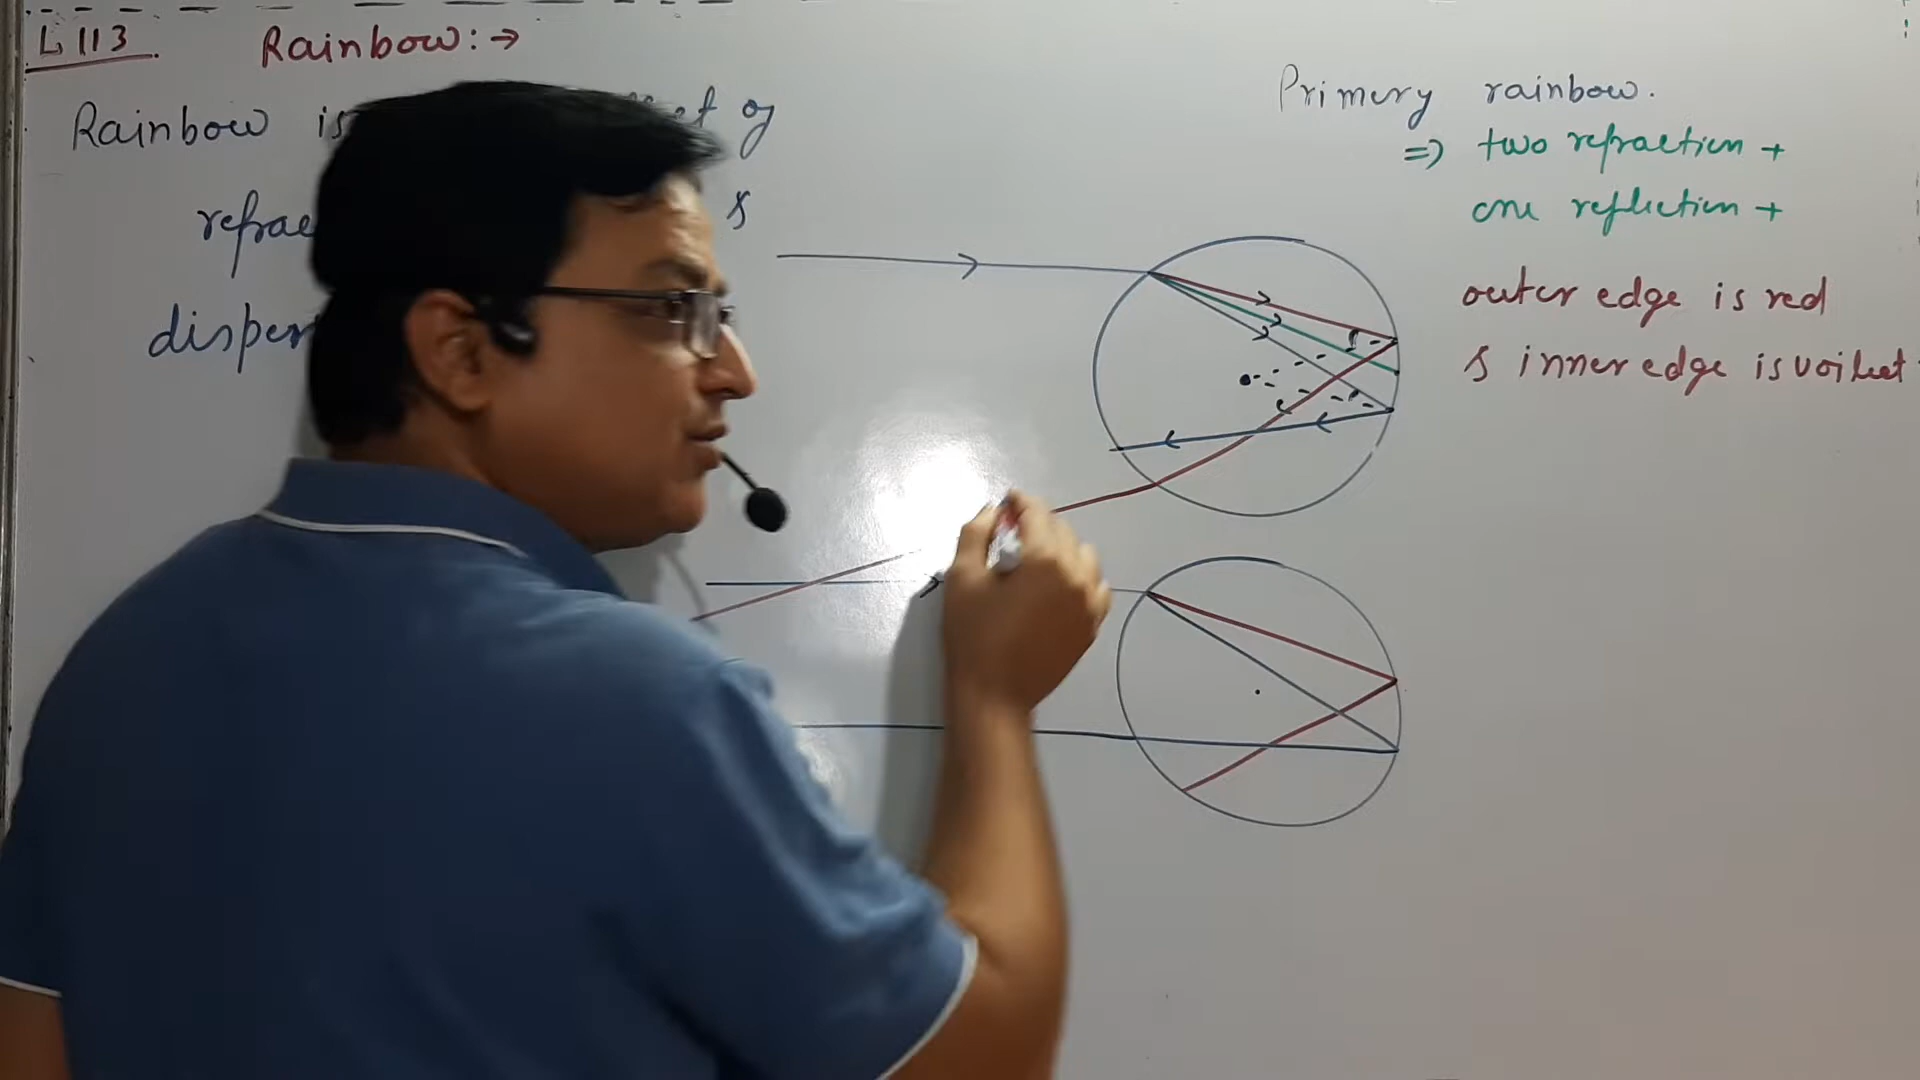 L 113 Rainbow:→
Rainbow is of
refrac &
disper
Primery rainbow.
⇒ two refraction +
one reflection +
outer edge is red
& inner edge is voilet